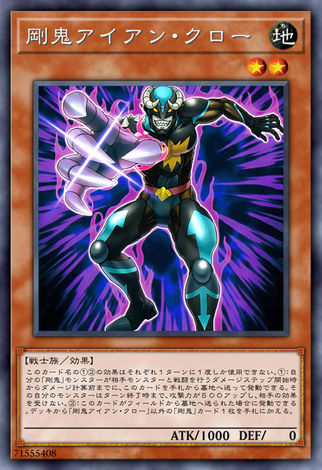 剛鬼アイアン・クロー
地
ち
【戦士族／効果】
このカード名の①②の効果はそれぞれ１ターンに１度しか使用できない。①：自
分の「剛鬼」モンスターが相手モンスターと戦闘を行うダメージステップ開始時
からダメージ計算前までに、このカードを手札から墓地へ送って発動できる。そ
の自分のモンスターはターン終了時まで、攻撃力が５００アップし、相手の効果
を受けない。②：このカードがフィールドから墓地へ送られた場合に発動できる
。デッキから「剛鬼アイアン・クロー」以外の「剛鬼」カード１枚を手札に加える。
ATK/1000 DEF/ 0
71555408